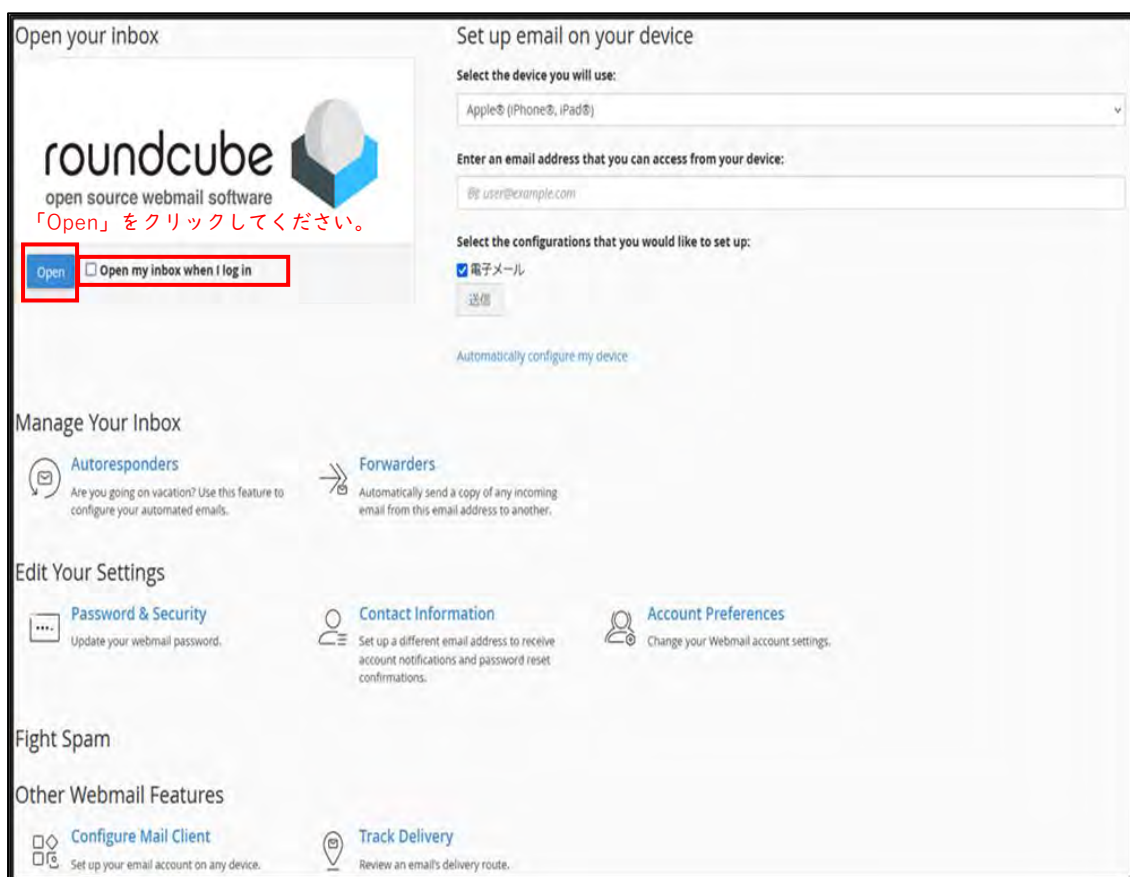 Open your inbox
roundcube
open source webmail software
「Open」をクリックしてください。
Open
Open my inbox when I log in
Set up email on your device
Select the device you will use:
Apple® (iPhone®, iPad®)
Enter an email address that you can access from your device:
例: user@example.com
Select the configurations that you would like to set up:
電子メール
送信
Automatically configure my device
Manage Your Inbox
Autoresponders
Are you going on vacation? Use this feature to
configure your automated emails.
Forwarders
Automatically send a copy of any incoming
email from this email address to another.
Edit Your Settings
Password & Security
Update your webmail password.
Contact Information
Set up a different email address to receive
account notifications and password reset
confirmations.
Account Preferences
Change your Webmail account settings.
Fight Spam
Other Webmail Features
Configure Mail Client
Set up your email account on any device.
Track Delivery
Review an email's delivery route.